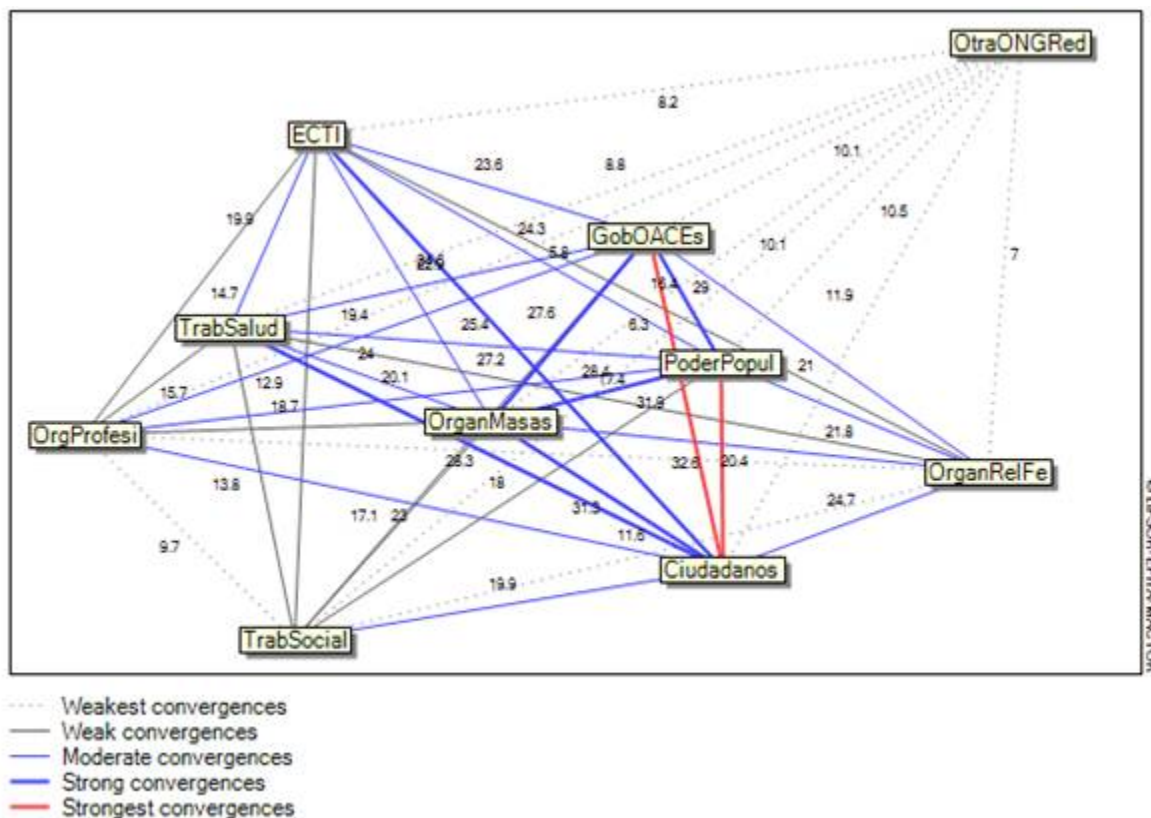 OtraONGRed
8.2
ECTI
23.6
8.8
10.1
19.9
24.3
GobOACEs
10.5
5.8
10.1
7
14.7
15.4
29
11.9
TrabSalud
19.4
25.4
27.6
6.3
24
27.2
28.4
PoderPopul
21
15.7
12.9
20.1
17.4
18.7
31.9
OrgProfesi
OrganMasas
21.8
28.3
32.6
20.4
OrganRelFe
13.8
18
24.7
17.1
23
31.3
11.6
9.7
Ciudadanos
19.9
TrabSocial
Weakest convergences
Weak convergences
Moderate convergences
Strong convergences
Strongest convergences